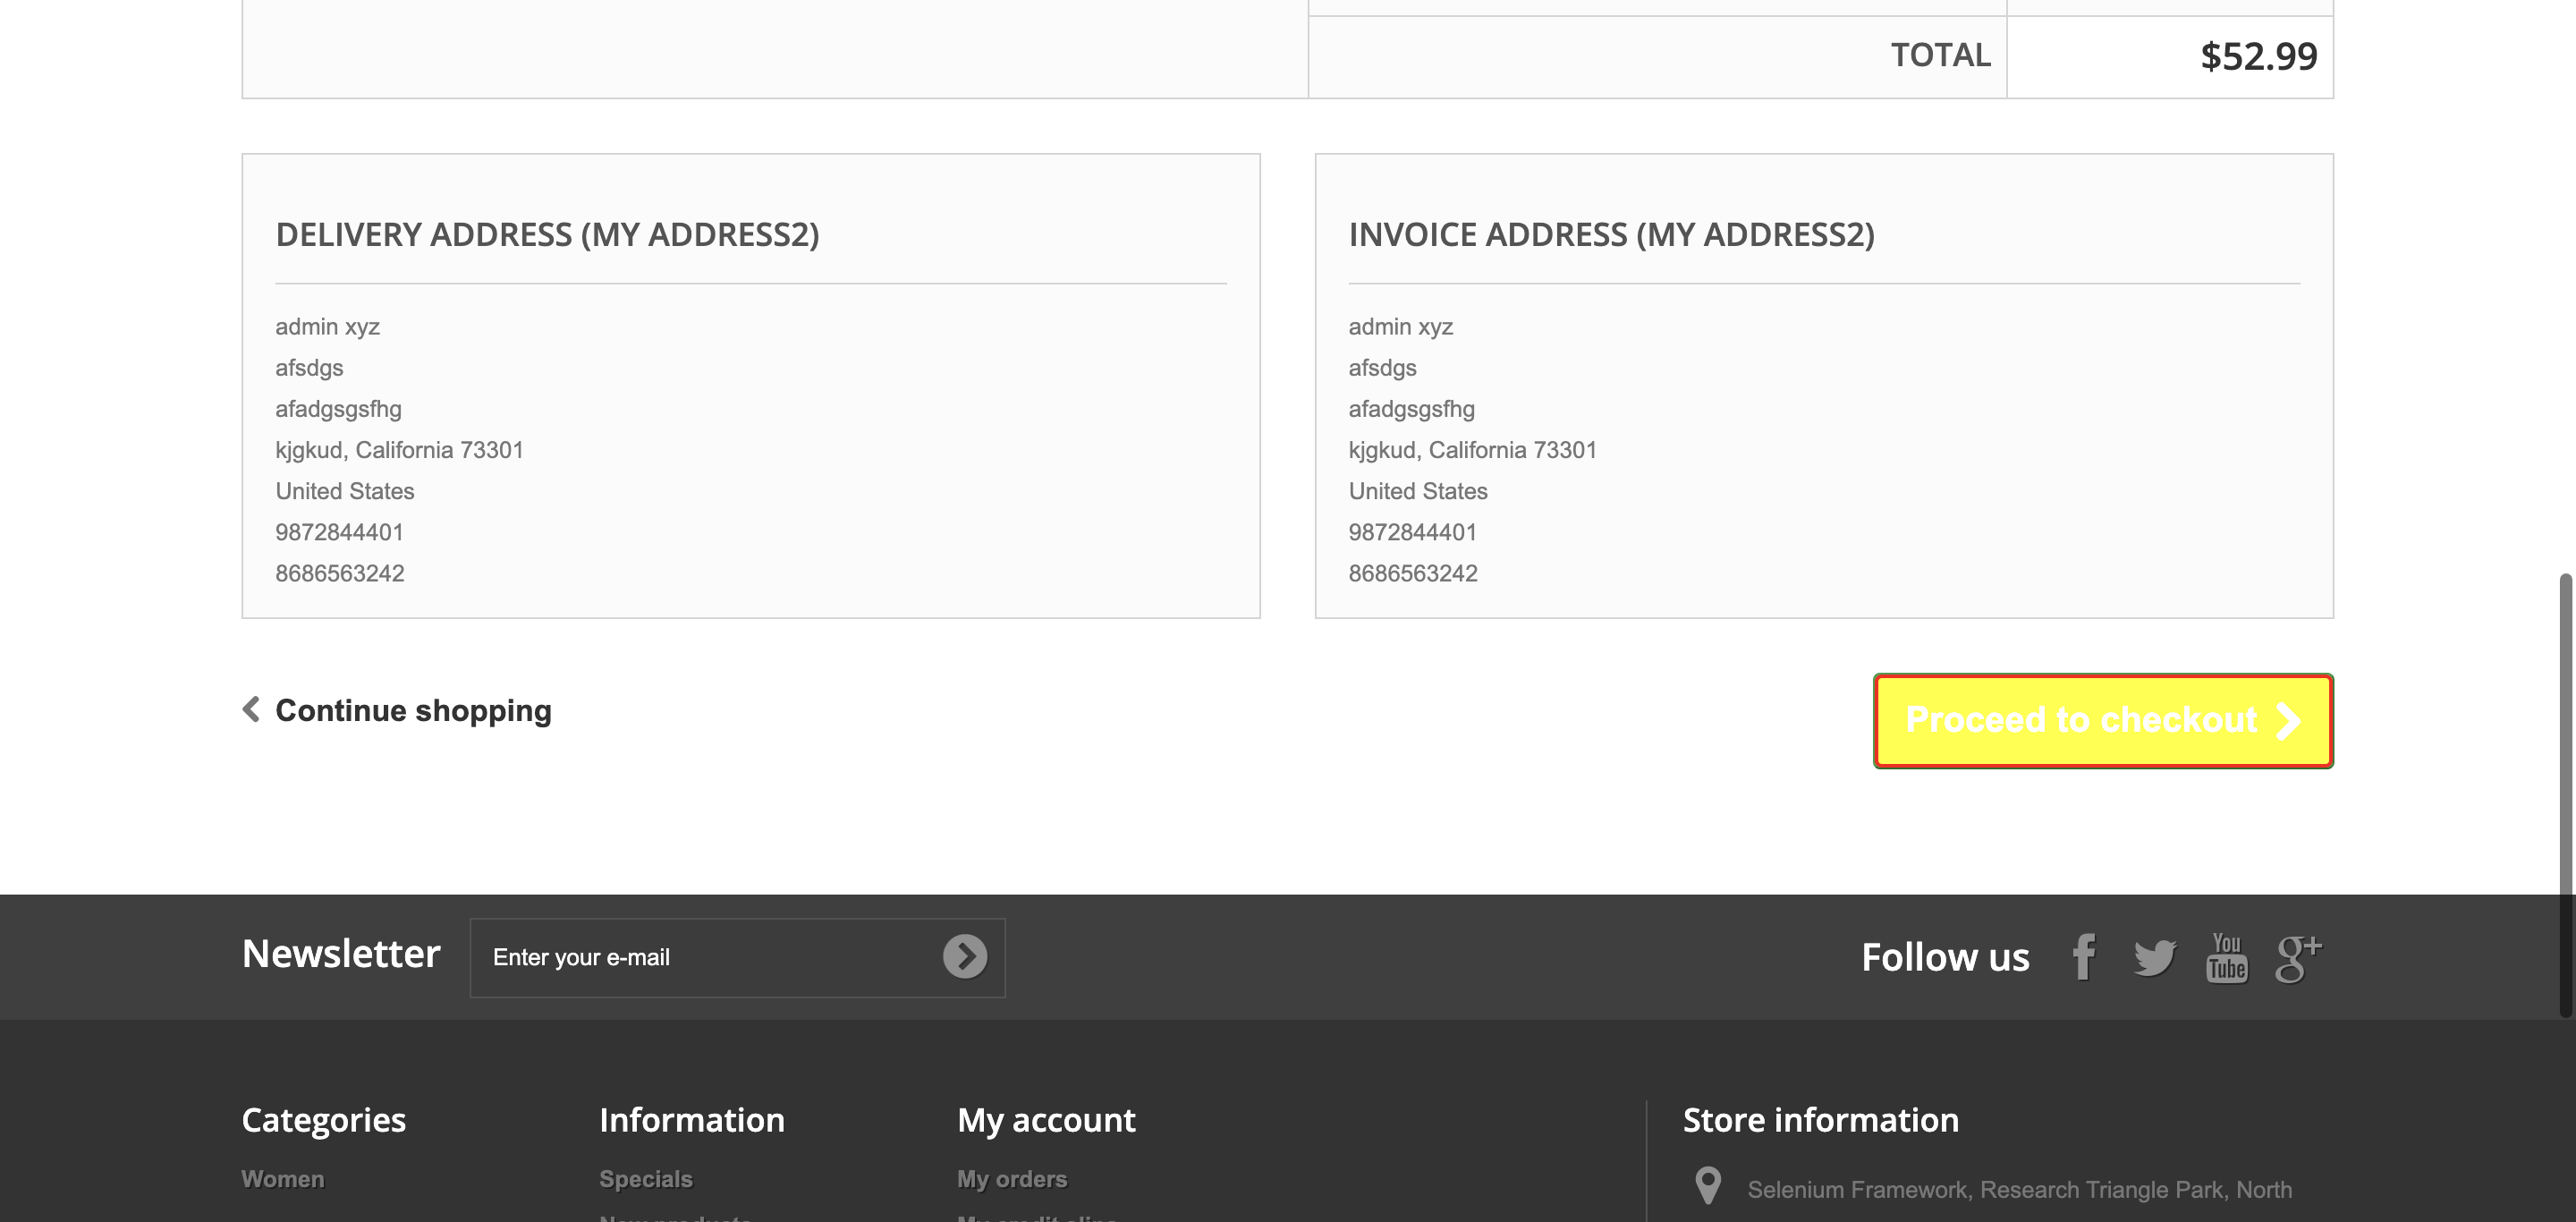 TOTAL $52.99
DELIVERY ADDRESS (MY ADDRESS2)
admin xyz
afsdgs
afadgsgsfhg
kjgkud, California 73301
United States
9872844401
8686563242
INVOICE ADDRESS (MY ADDRESS2)
admin xyz
afsdgs
afadgsgsfhg
kjgkud, California 73301
United States
9872844401
8686563242
Continue shopping
Proceed to checkout
Newsletter
Enter your e-mail
Follow us
You
Tube
g+
Categories
Women
Information
Specials
My account
My orders
Store information
Selenium Framework, Research Triangle Park, North